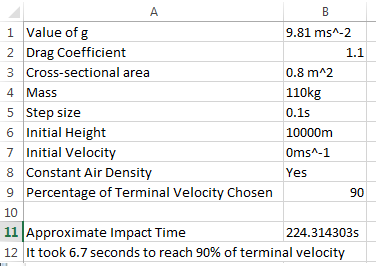 A B
1 Value of g 9.81 ms^-2
2 Drag Coefficient 1.1
3 Cross-sectional area 0.8 m^2
4 Mass 110kg
5 Step size 0.1s
6 Initial Height 10000m
7 Initial Velocity 0ms^-1
8 Constant Air Density Yes
9 Percentage of Terminal Velocity Chosen 90
10
11 Approximate Impact Time 224.314303s
12 It took 6.7 seconds to reach 90% of terminal velocity